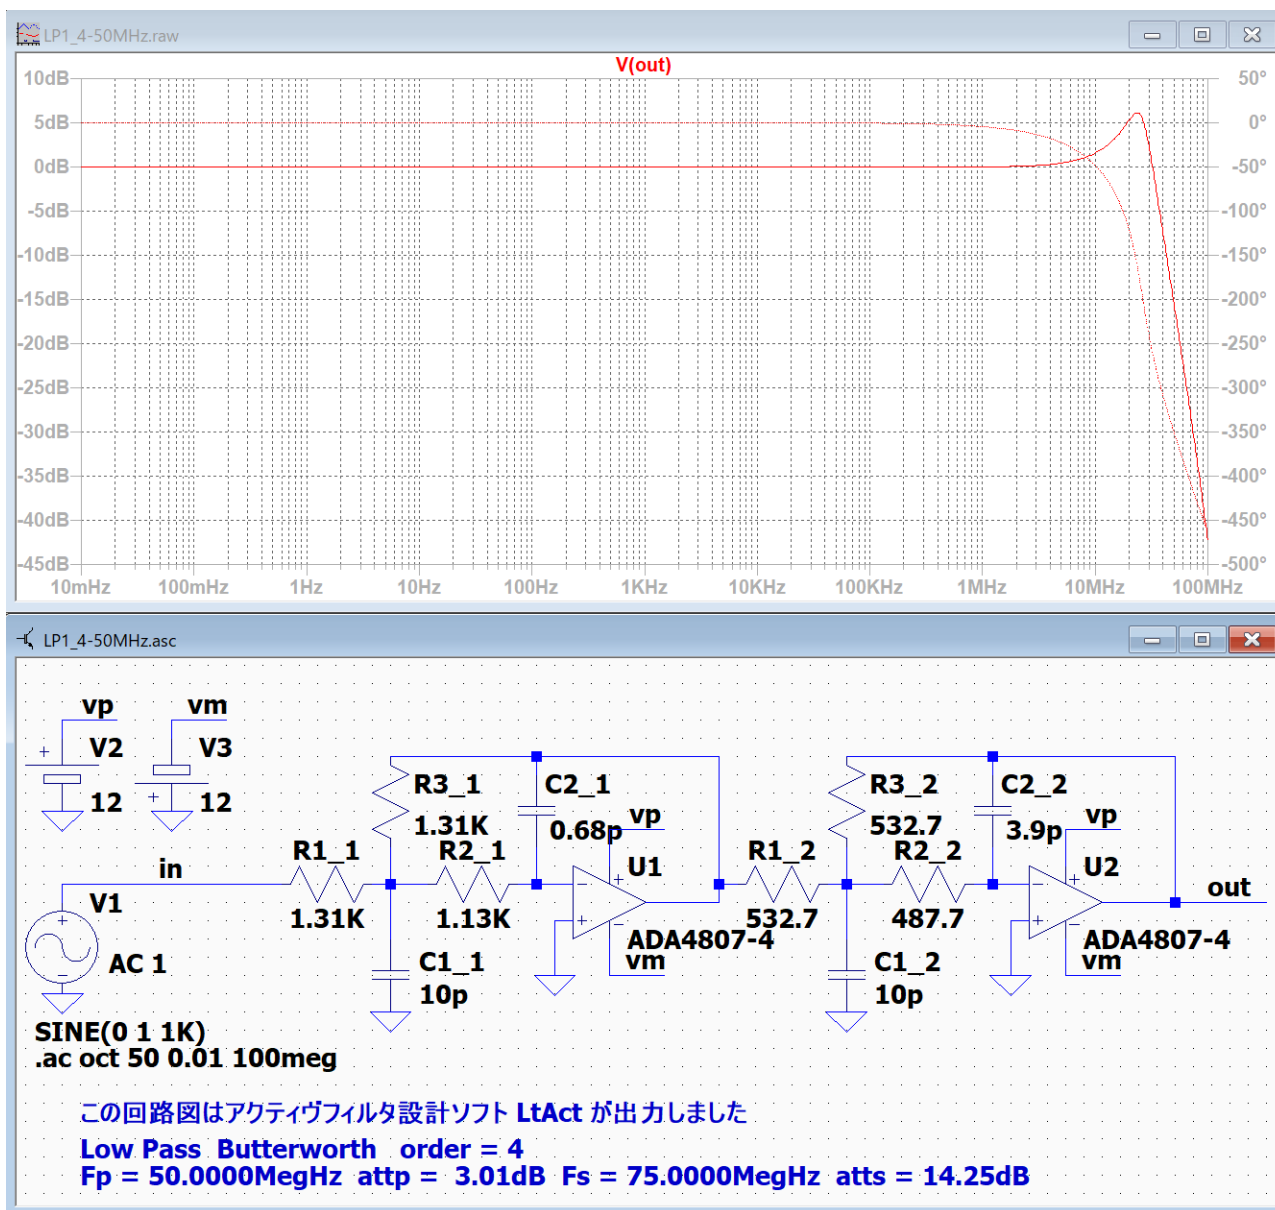 LP1_4-50MHz.raw
V(out)
10dB
5dB
0dB
-5dB
-10dB
-15dB
-20dB
-25dB
-30dB
-35dB
-40dB
-45dB
50°
0°
-50°
-100°
-150°
-200°
-250°
-300°
-350°
-400°
-450°
-500°
10mHz 100mHz 1Hz 10Hz 100Hz 1KHz 10KHz 100KHz 1MHz 10MHz 100MHz
LP1_4-50MHz.asc
vp
V2
12
vm
V3
12
in
V1
AC 1
SINE(0 1 1K)
.ac oct 50 0.01 100meg
R1_1
1.31K
R3_1
1.31K
R2_1
1.13K
C2_1
0.68p
C1_1
10p
vp
U1
ADA4807-4
vm
R1_2
532.7
R3_2
532.7
R2_2
487.7
C2_2
3.9p
C1_2
10p
vp
U2
ADA4807-4
vm
out
この回路図はアクティヴフィルタ設計ソフト LtAct が出力しました
Low Pass Butterworth order = 4
Fp = 50.0000MegHz attp = 3.01dB Fs = 75.0000MegHz atts = 14.25dB